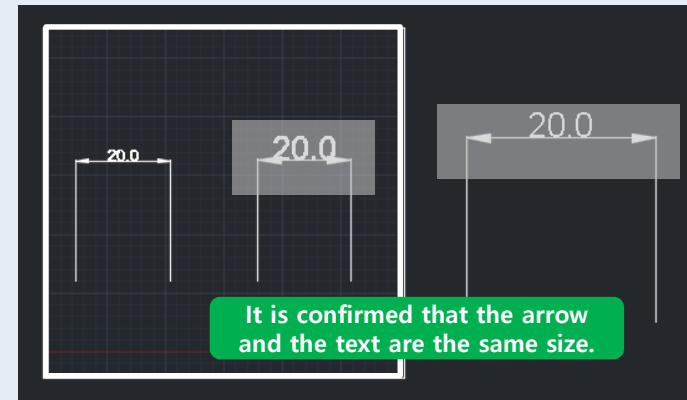 20.0
20.0
20.0
It is confirmed that the arrow
and the text are the same size.